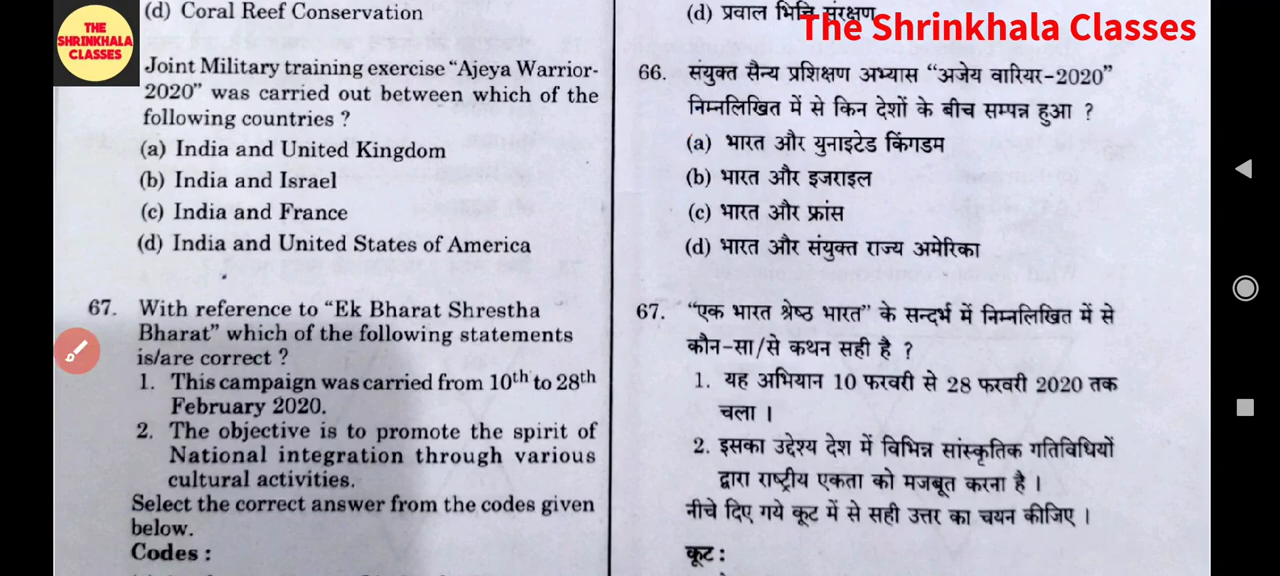 THE
SHRINKHALA
CLASSES
The Shrinkhala Classes
(d) Coral Reef Conservation
Joint Military training exercise “Ajeya Warrior-
2020” was carried out between which of the
following countries ?
(a) India and United Kingdom
(b) India and Israel
(c) India and France
(d) India and United States of America
67. With reference to “Ek Bharat Shrestha
Bharat” which of the following statements
is/are correct ?
1. This campaign was carried from 10th to 28th
February 2020.
2. The objective is to promote the spirit of
National integration through various
cultural activities.
Select the correct answer from the codes given
below.
Codes :
(d) प्रवाल भित्ति संरक्षण
66. संयुक्त सैन्य प्रशिक्षण अभ्यास “अजेय वारियर-2020”
निम्नलिखित में से किन देशों के बीच सम्पन्न हुआ ?
(a) भारत और युनाइटेड किंगडम
(b) भारत और इजराइल
(c) भारत और फ्रांस
(d) भारत और संयुक्त राज्य अमेरिका
67. “एक भारत श्रेष्ठ भारत” के सन्दर्भ में निम्नलिखित में से
कौन-सा/से कथन सही है ?
1. यह अभियान 10 फरवरी से 28 फरवरी 2020 तक
चला ।
2. इसका उद्देश्य देश में विभिन्न सांस्कृतिक गतिविधियों
द्वारा राष्ट्रीय एकता को मजबूत करना है ।
नीचे दिए गये कूट में से सही उत्तर का चयन कीजिए ।
कूट :